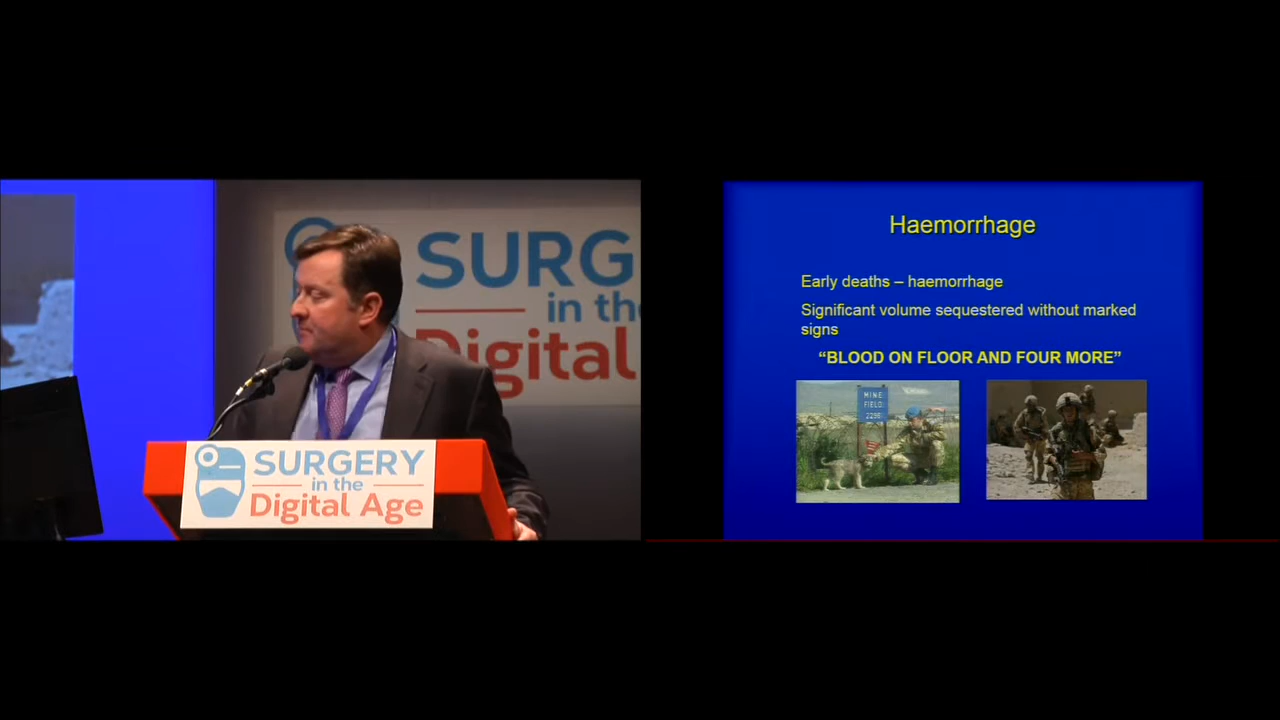 SURG
in the
Digital
SURGERY
in the
Digital Age
Haemorrhage
Early deaths – haemorrhage
Significant volume sequestered without marked
signs
“BLOOD ON FLOOR AND FOUR MORE”
MINE
FIELD